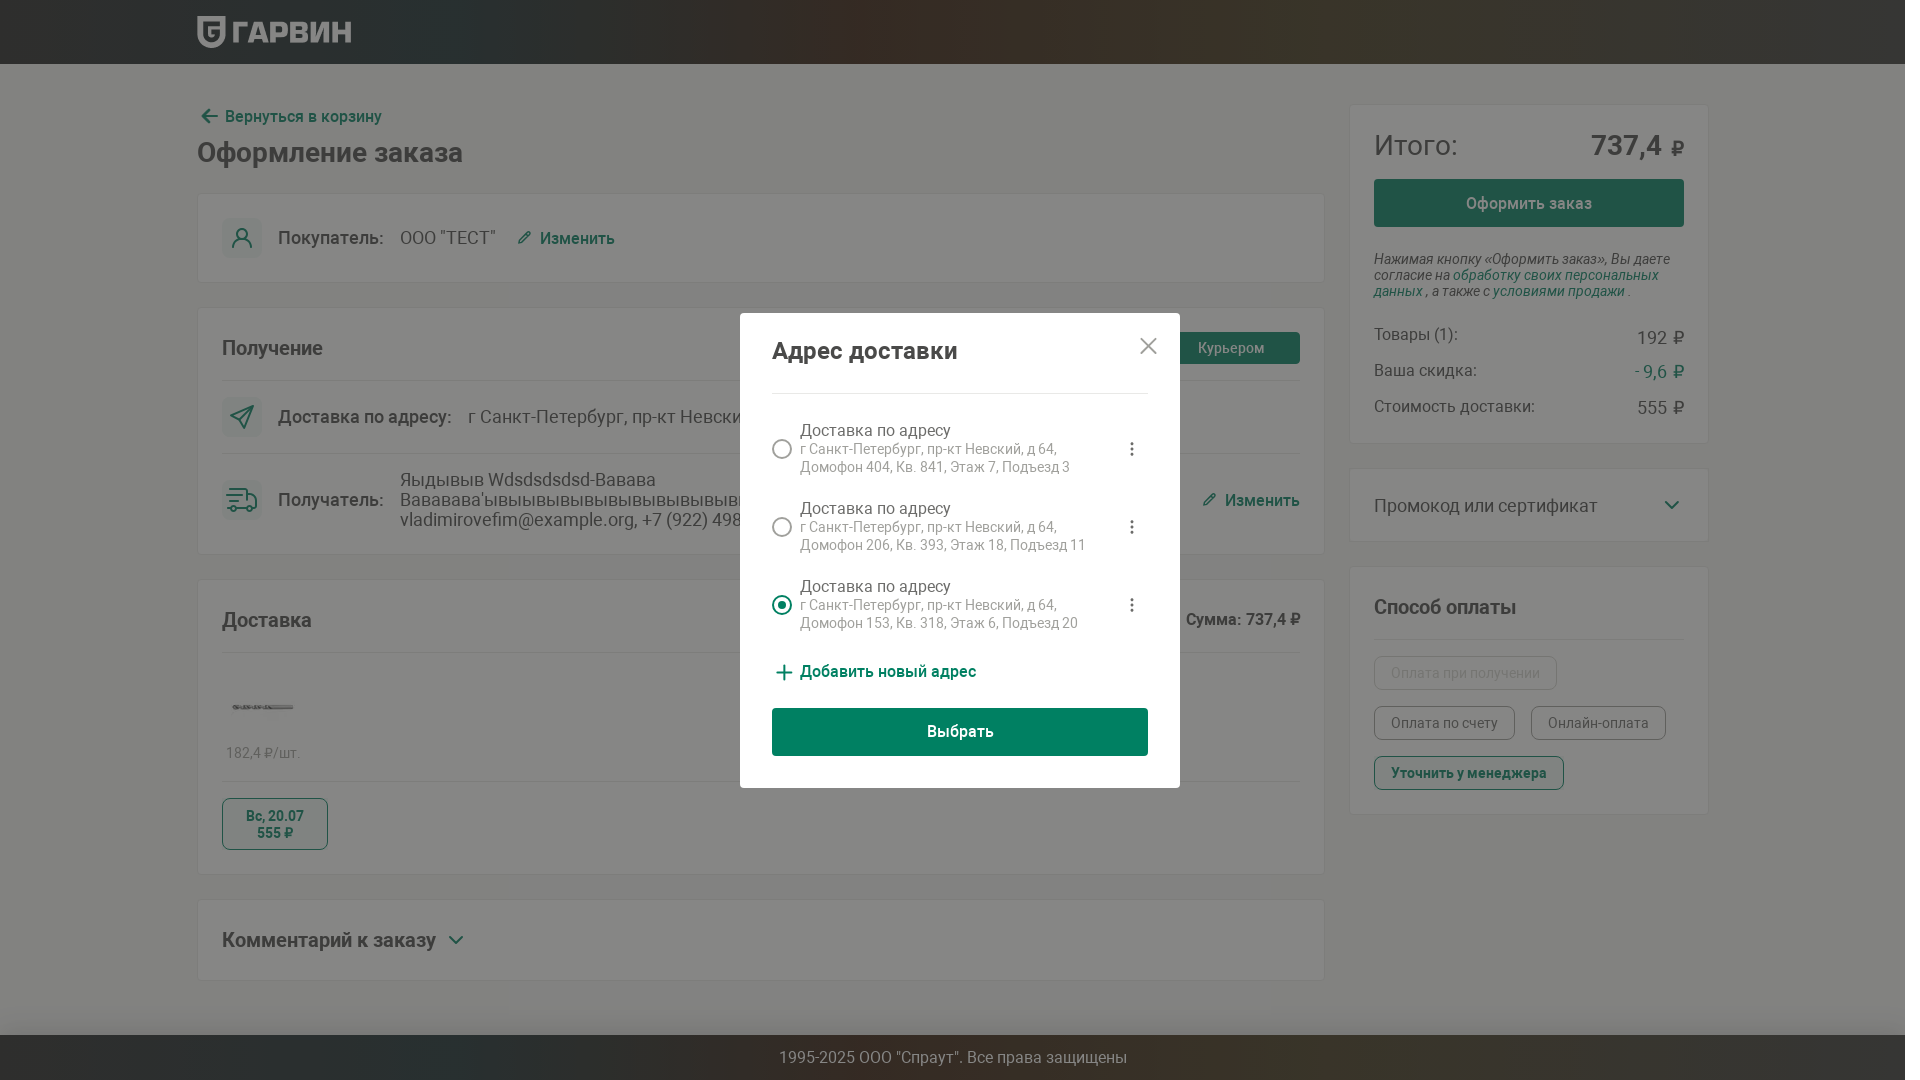 ГАРВИН
Вернуться в корзину
Оформление заказа
Покупатель: ООО "ТЕСТ" Изменить
Получение
Курьером
Доставка по адресу: г Санкт-Петербург, пр-кт Невски
Получатель:
Яыдывыв Wdsdsdsdsd-Вавава
vladimirovefim@example.org, +7 (922) 498
Изменить
Доставка
Сумма: 737,4 ₽
182,4 ₽/шт.
Вс, 20.07
555 ₽
Комментарий к заказу
Адрес доставки
Доставка по адресу
г Санкт-Петербург, пр-кт Невский, д 64,
Домофон 404, Кв. 841, Этаж 7, Подъезд 3
Доставка по адресу
г Санкт-Петербург, пр-кт Невский, д 64,
Домофон 206, Кв. 393, Этаж 18, Подъезд 11
Доставка по адресу
г Санкт-Петербург, пр-кт Невский, д 64,
Домофон 153, Кв. 318, Этаж 6, Подъезд 20
Добавить новый адрес
Выбрать
Итого: 737,4 ₽
Оформить заказ
Нажимая кнопку «Оформить заказ», Вы даете
согласие на обработку своих персональных
данных , а также с условиями продажи .
Товары (1): 192 ₽
Ваша скидка: - 9,6 ₽
Стоимость доставки: 555 ₽
Промокод или сертификат
Способ оплаты
Оплата при получении
Оплата по счету
Онлайн-оплата
Уточнить у менеджера
1995-2025 ООО "Спраут". Все права защищены